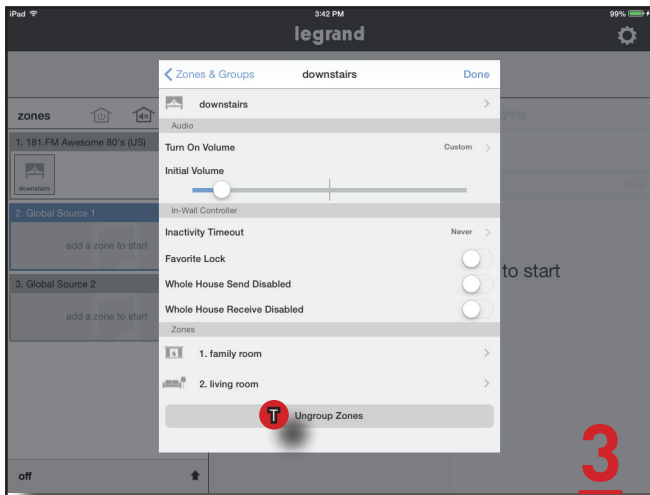 iPad 3:42 PM 99%
legrand
Zones & Groups downstairs Done
downstairs
zones
ying
Audio
1. 181.FM Awesome 80's (US)
Turn On Volume Custom
Initial Volume
downstairs
2. Global Source 1
In-Wall Controller
Inactivity Timeout Never
add a zone to start
Favorite Lock
to start
3. Global Source 2
Whole House Send Disabled
Whole House Receive Disabled
add a zone to start
Zones
1. family room
2. living room
T Ungroup Zones
3
off